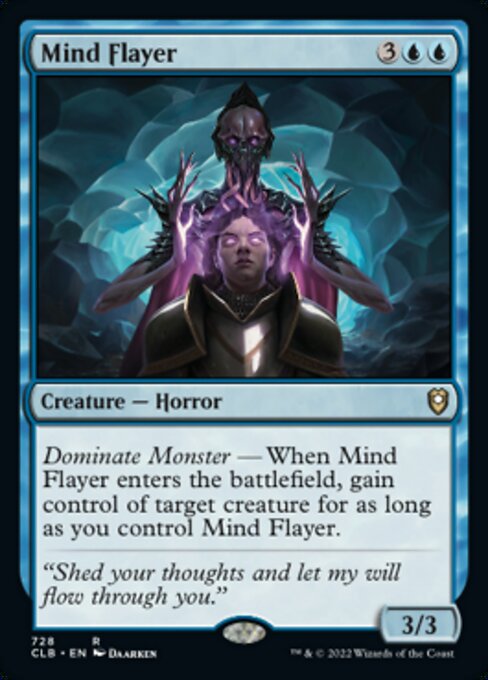 Mind Flayer 3
Creature — Horror
Dominate Monster — When Mind
Flayer enters the battlefield, gain
control of target creature for as long
as you control Mind Flayer.
“Shed your thoughts and let my will
flow through you.”
3/3
728 R
CLB • EN DAARKEN
™ & © 2022 Wizards of the Coast